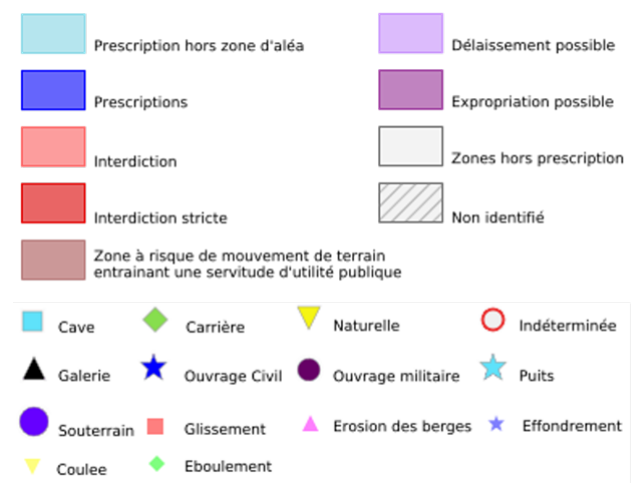 Prescription hors zone d'aléa
Délaissement possible
Prescriptions
Expropriation possible
Interdiction
Zones hors prescription
Interdiction stricte
Non identifié
Zone à risque de mouvement de terrain
entrainant une servitude d'utilité publique
Cave
Carrière
Naturelle
Indéterminée
Galerie
Ouvrage Civil
Ouvrage militaire
Puits
Souterrain
Glissement
Erosion des berges
Effondrement
Coulee
Eboulement